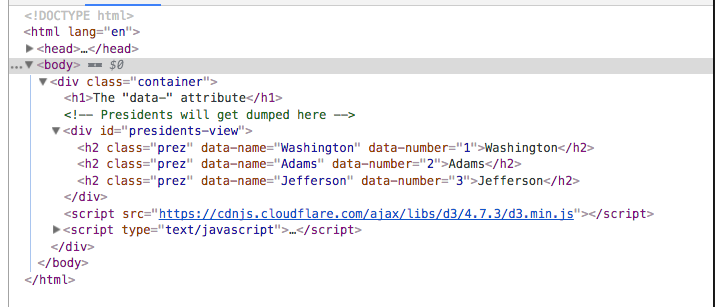 <!DOCTYPE html>
<html lang="en">
▶<head>…</head>
…▼<body> == $0
▼<div class="container">
<h1>The "data-" attribute</h1>
<!-- Presidents will get dumped here -->
▼<div id="presidents-view">
<h2 class="prez" data-name="Washington" data-number="1">Washington</h2>
<h2 class="prez" data-name="Adams" data-number="2">Adams</h2>
<h2 class="prez" data-name="Jefferson" data-number="3">Jefferson</h2>
</div>
<script src="https://cdnjs.cloudflare.com/ajax/libs/d3/4.7.3/d3.min.js"></script>
▶<script type="text/javascript">…</script>
</div>
</body>
</html>